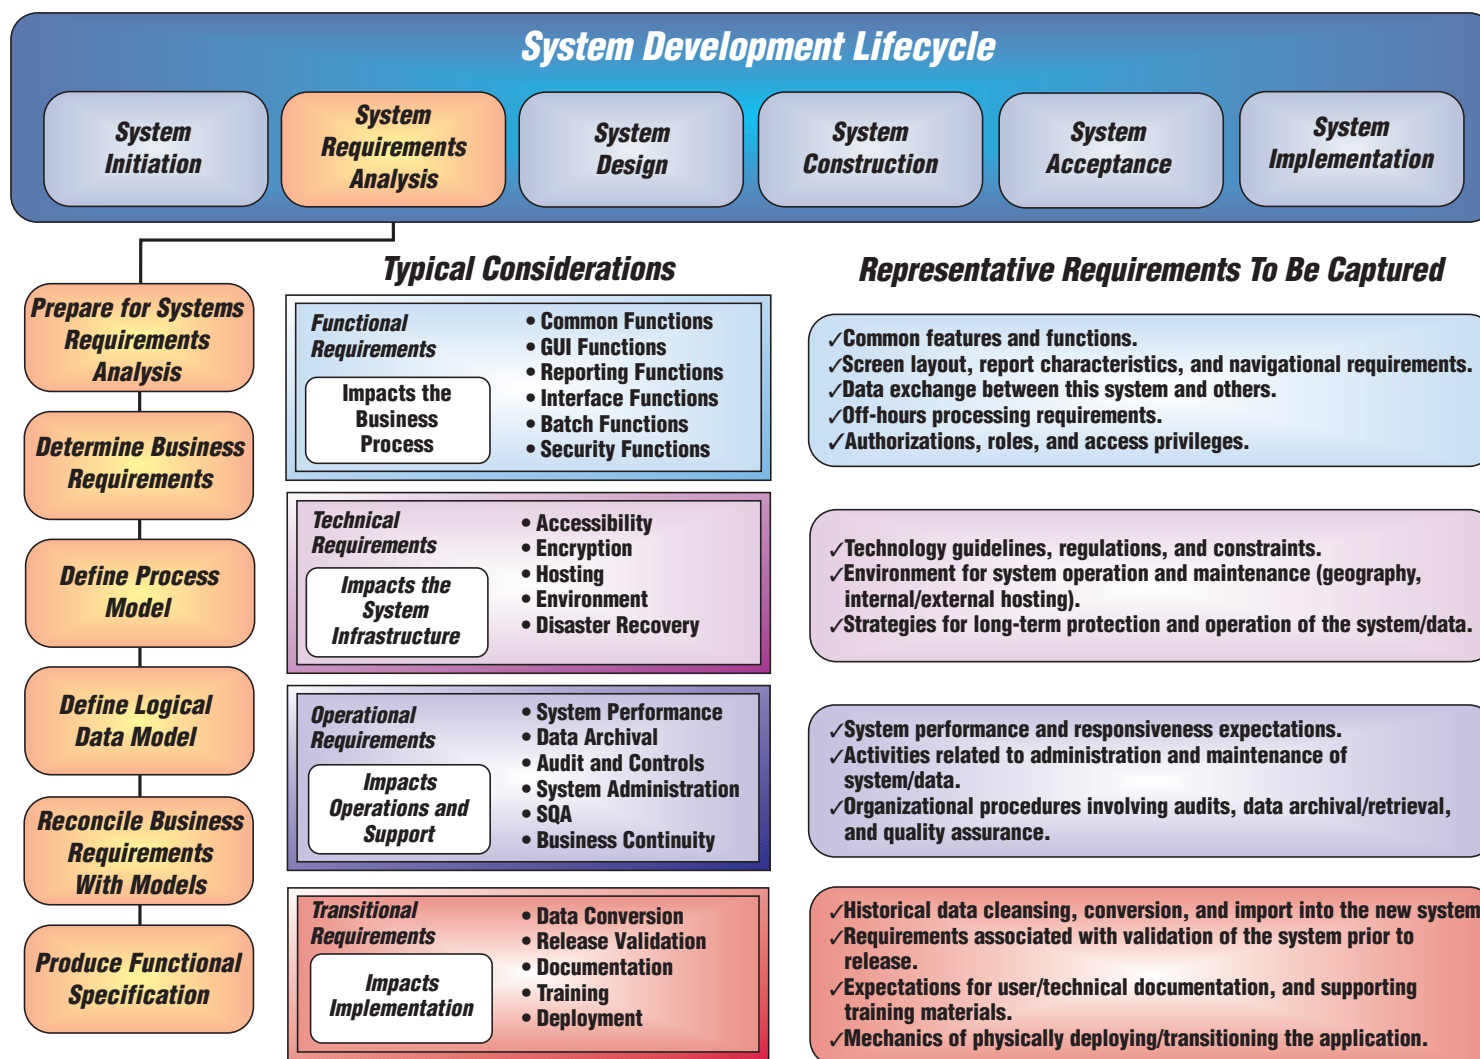 System Development Lifecycle
System
Initiation
System
Requirements
Analysis
System
Design
System
Construction
System
Acceptance
System
Implementation
Prepare for Systems
Requirements
Analysis
Determine Business
Requirements
Define Process
Model
Define Logical
Data Model
Reconcile Business
Requirements
With Models
Produce Functional
Specification
Typical Considerations
Functional
Requirements
Impacts the
Business
Process
• Common Functions
• GUI Functions
• Reporting Functions
• Interface Functions
• Batch Functions
• Security Functions
Technical
Requirements
Impacts the
System
Infrastructure
• Accessibility
• Encryption
• Hosting
• Environment
• Disaster Recovery
Operational
Requirements
Impacts
Operations and
Support
• System Performance
• Data Archival
• Audit and Controls
• System Administration
• SQA
• Business Continuity
Transitional
Requirements
Impacts
Implementation
• Data Conversion
• Release Validation
• Documentation
• Training
• Deployment
Representative Requirements To Be Captured
✓Common features and functions.
✓Screen layout, report characteristics, and navigational requirements.
✓Data exchange between this system and others.
✓Off-hours processing requirements.
✓Authorizations, roles, and access privileges.
✓Technology guidelines, regulations, and constraints.
✓Environment for system operation and maintenance (geography,
internal/external hosting).
✓Strategies for long-term protection and operation of the system/data.
✓System performance and responsiveness expectations.
✓Activities related to administration and maintenance of
system/data.
✓Organizational procedures involving audits, data archival/retrieval,
and quality assurance.
✓Historical data cleansing, conversion, and import into the new system
✓Requirements associated with validation of the system prior to
release.
✓Expectations for user/technical documentation, and supporting
training materials.
✓Mechanics of physically deploying/transitioning the application.